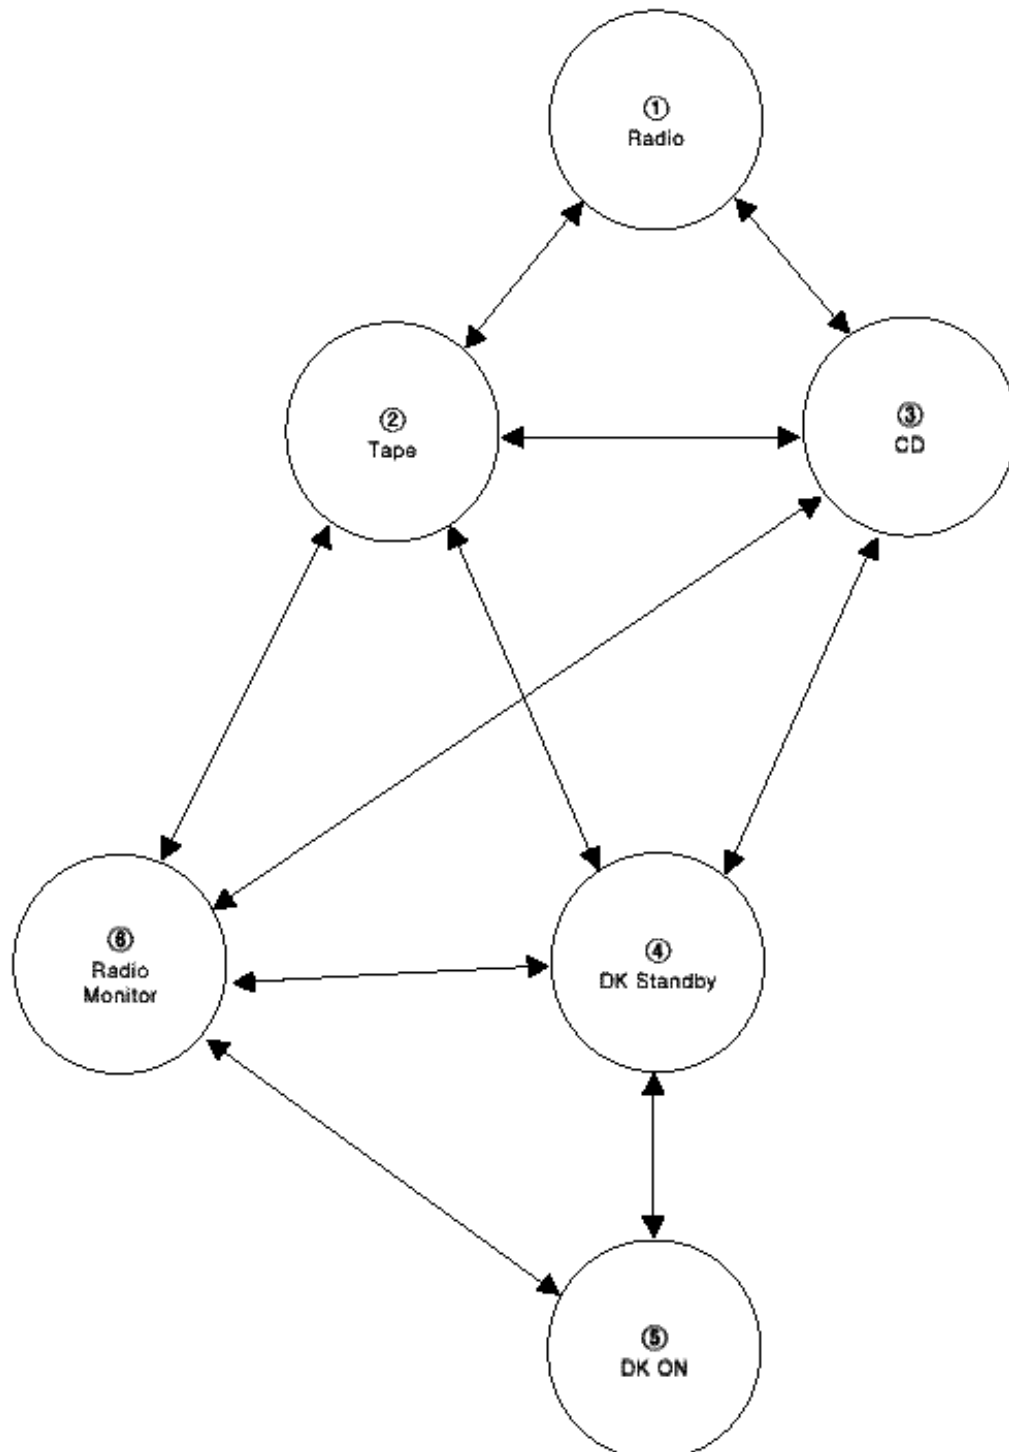 ①
Radio
②
Tape
③
CD
⑥
Radio
Monitor
④
DK Standby
⑤
DK ON